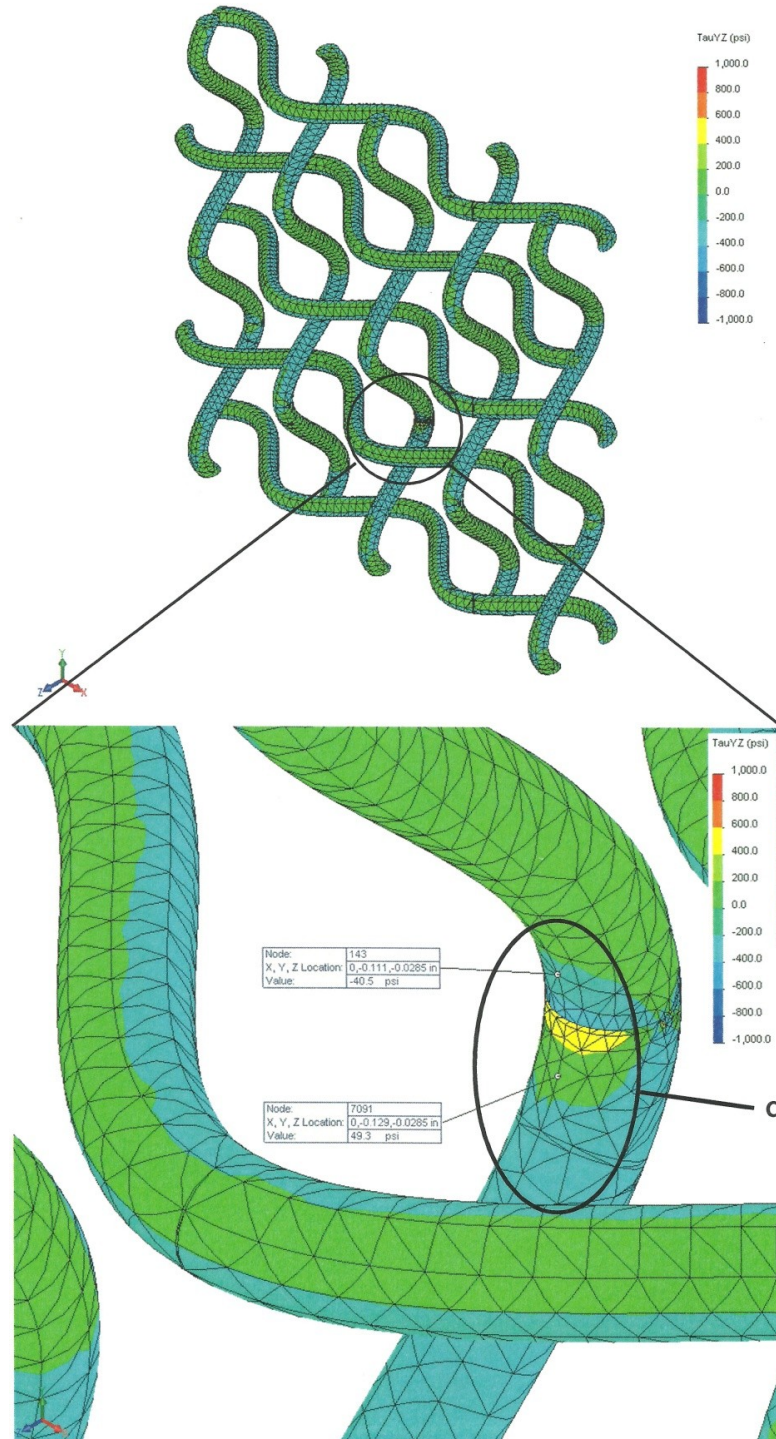 TauYZ (psi)
1,000.0
800.0
600.0
400.0
200.0
0.0
-200.0
-400.0
-600.0
-800.0
-1,000.0
Y
Z
X
TauYZ (psi)
1,000.0
800.0
600.0
400.0
200.0
0.0
-200.0
-400.0
-600.0
-800.0
-1,000.0
Node: 143
X, Y, Z Location: 0,-0.111,-0.0285 in
Value: -40.5 psi
Node: 7091
X, Y, Z Location: 0,-0.129,-0.0285 in
Value: 49.3 psi